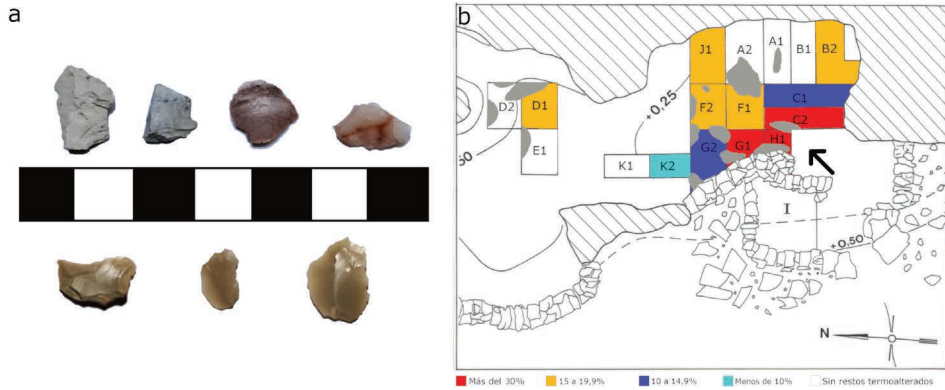 a
b
J1
A2
A1
B1
B2
+0,25
D2
D1
F2
F1
C1
C2
50
E1
G2
G1
H1
K1
K2
I
+0,50
N
Más del 30%
15 a 19,9%
10 a 14,9%
Menos de 10%
Sin restos termoalterados